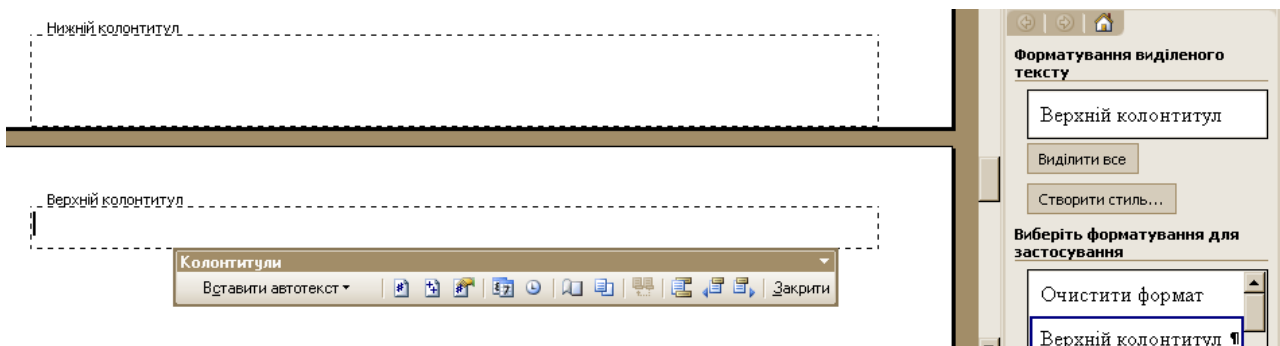 Нижній колонтитул
Верхній колонтитул
Колонтитули
Вставити автотекст
Закрити
Форматування виділеного
тексту
Верхній колонтитул
Виділити все
Створити стиль...
Виберіть форматування для
застосування
Очистити формат
Верхній колонтитул ¶